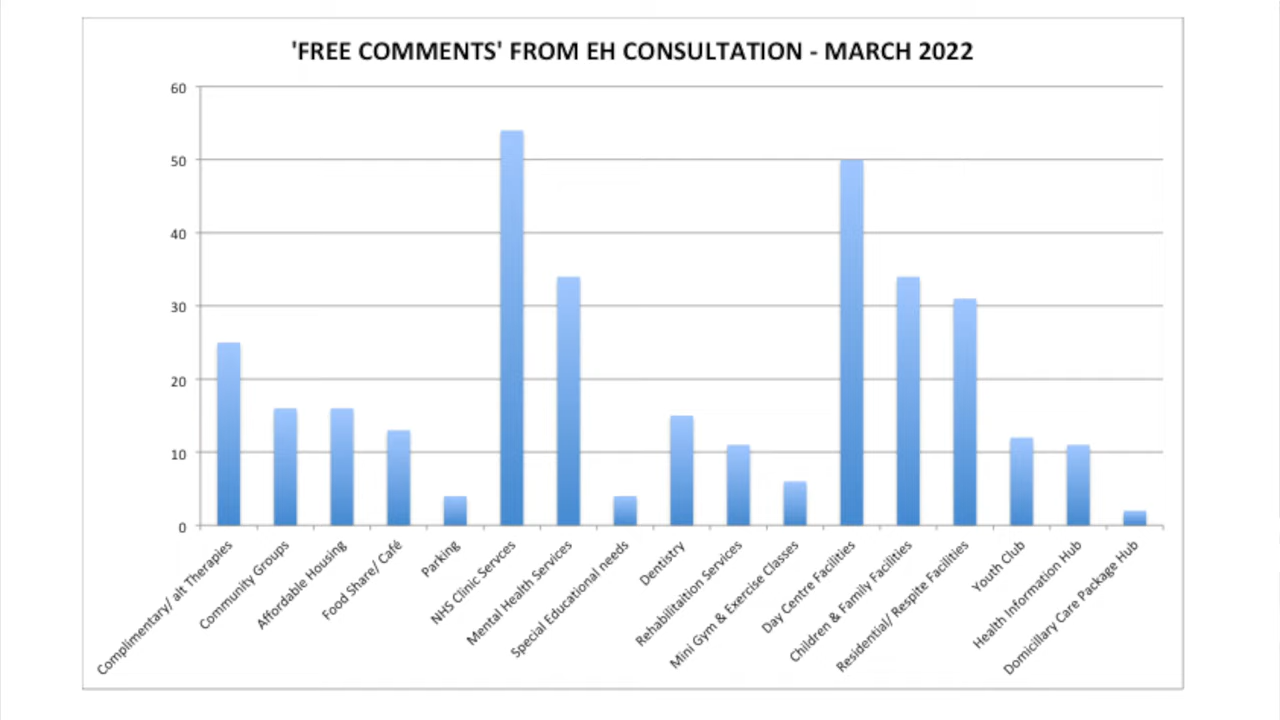 'FREE COMMENTS' FROM EH CONSULTATION - MARCH 2022
60
50
40
30
20
10
0
Complimentary/ alt Therapies
Community Groups
Affordable Housing
Food Share/ Café
Parking
NHS Clinic Servces
Mental Health Services
Special Educational needs
Dentistry
Rehabilitaition Services
Mini Gym & Exercise Classes
Day Centre Facilities
Children & Family Facilities
Residential/ Respite Facilities
Youth Club
Health Information Hub
Domicillary Care Package Hub